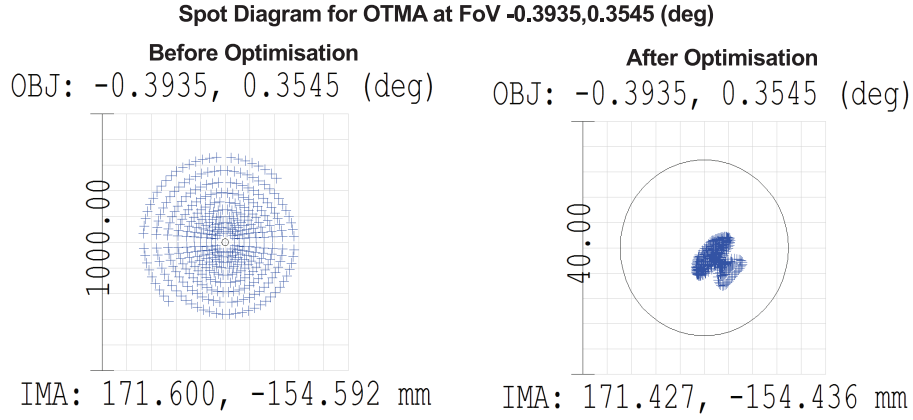 Spot Diagram for OTMA at FoV -0.3935,0.3545 (deg)
Before Optimisation
OBJ: -0.3935, 0.3545 (deg)
1000.00
IMA: 171.600, -154.592 mm
After Optimisation
OBJ: -0.3935, 0.3545 (deg)
40.00
IMA: 171.427, -154.436 mm